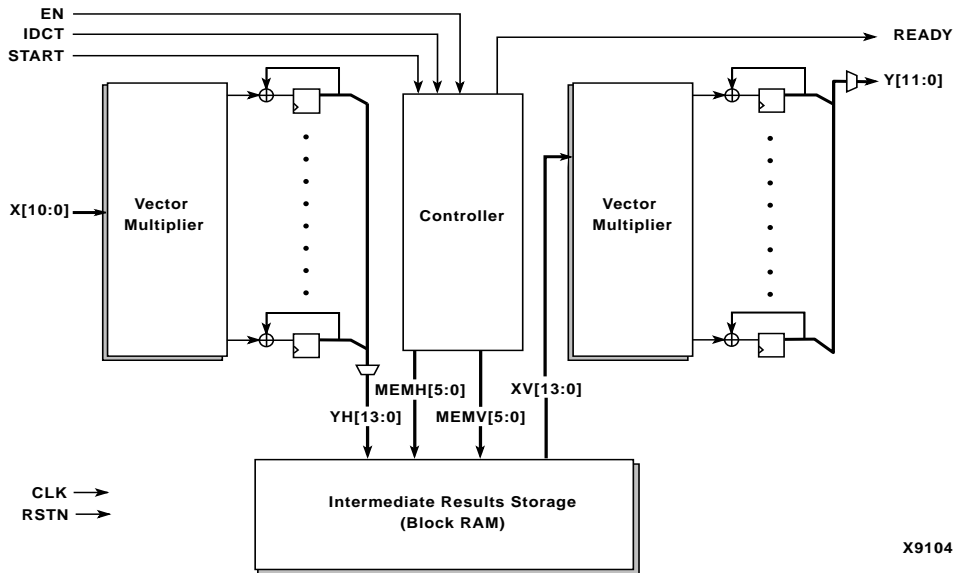 EN
IDCT
START
READY
Y[11:0]
X[10:0]
Vector
Multiplier
Controller
Vector
Multiplier
MEMH[5:0]
XV[13:0]
YH[13:0]
MEMV[5:0]
CLK
RSTN
Intermediate Results Storage
(Block RAM)
X9104